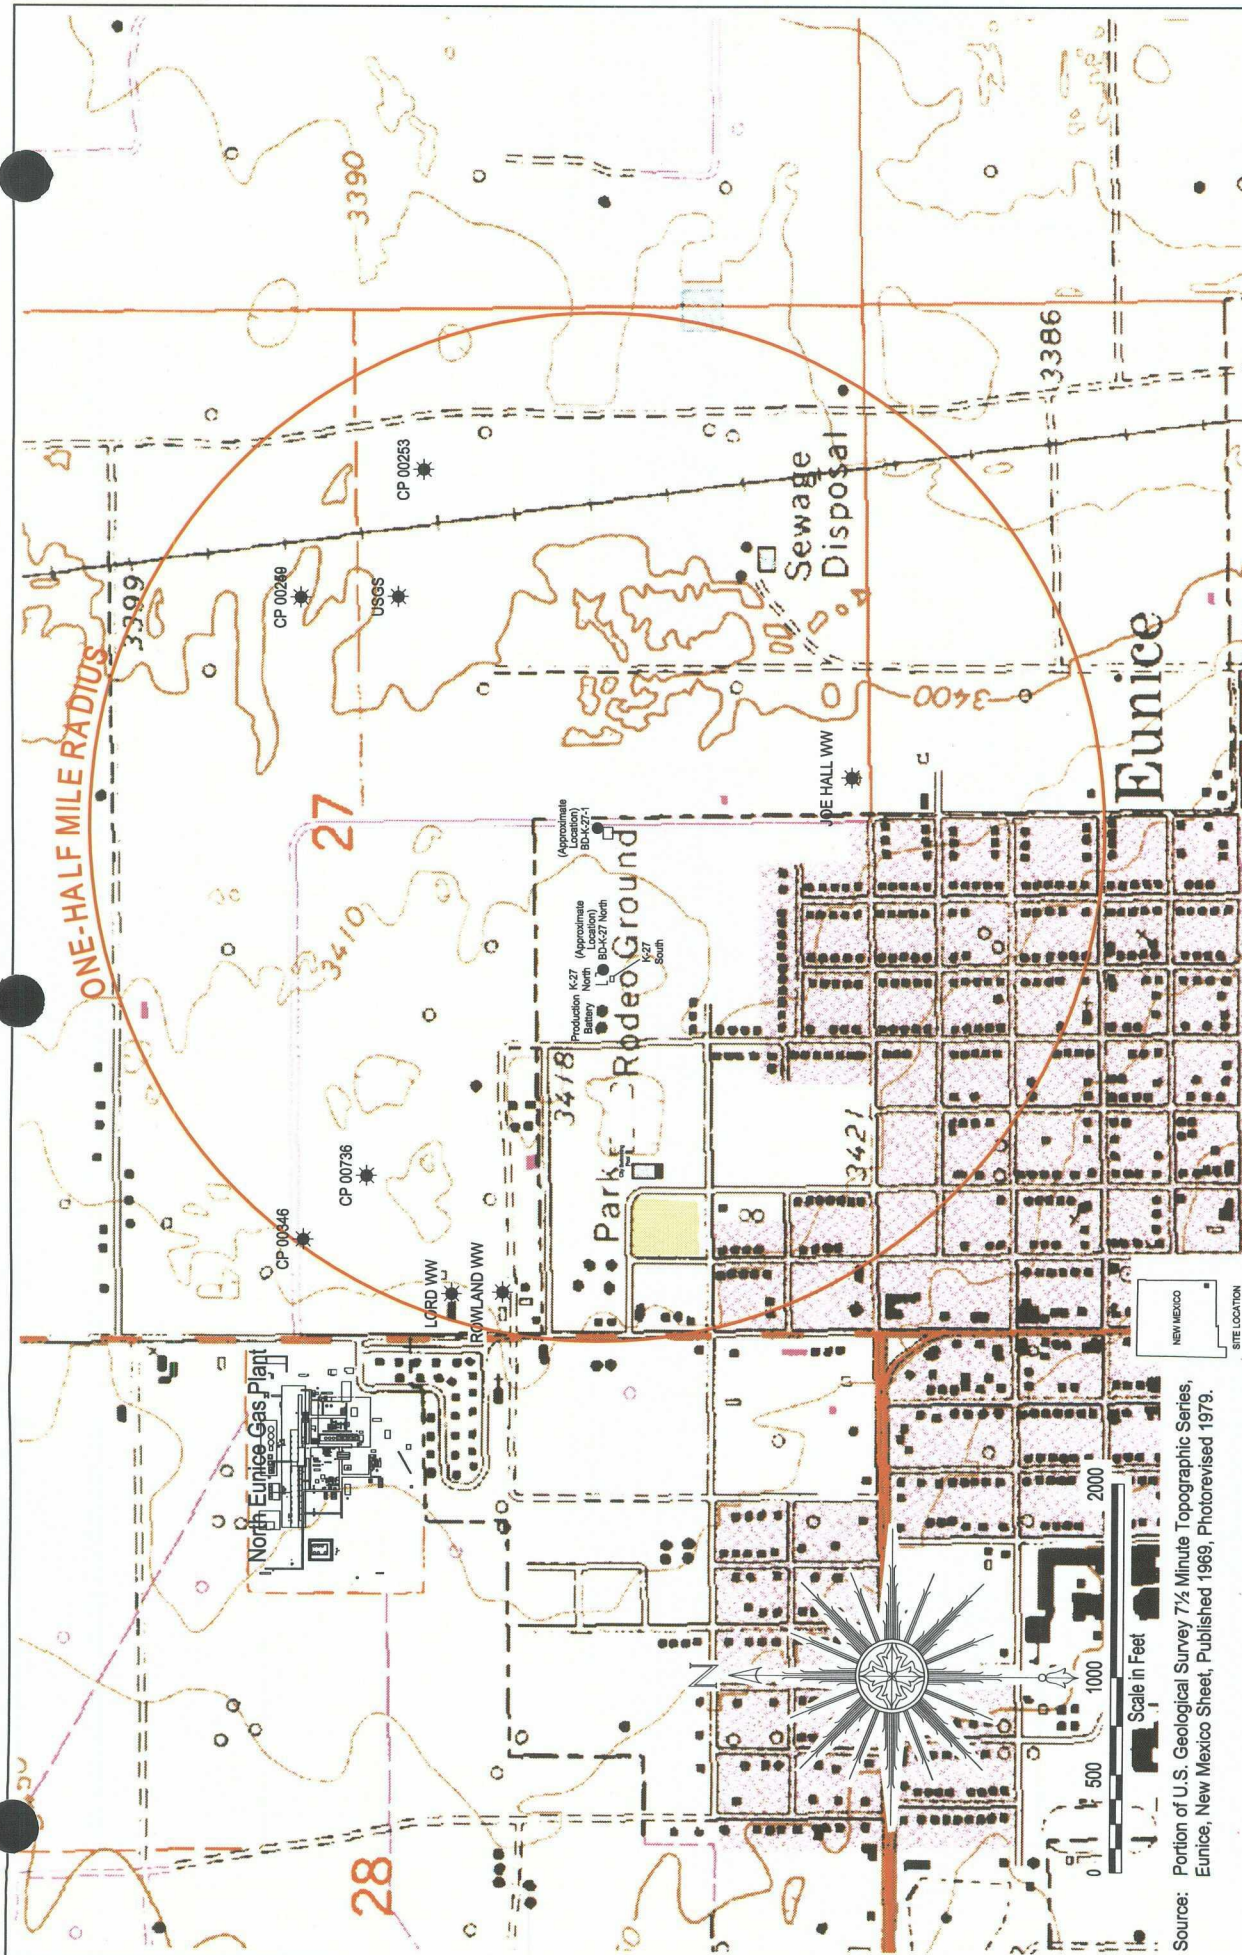 ONE-HALF MILE RADIUS
3390
3399
CP 00253
CP 00269
USGS
27
3410
CP 00736
CP 00346
LORD WW
ROWLAND WW
North Eunice Gas Plant
28
(Approximate
Location)
BD-K-27-1
(Approximate
Location)
BD-K-27 North
Production
Battery
K-27
North
K-27
South
Rodeo Ground
3418
Park
3421
JOE HALL WW
Sewage
Disposal
3400
3386
Eunice
N
0 500 1000 2000
Scale in Feet
NEW MEXICO
SITE LOCATION
Source: Portion of U.S. Geological Survey 7½ Minute Topographic Series,
Eunice, New Mexico Sheet, Published 1969, Photorevised 1979.